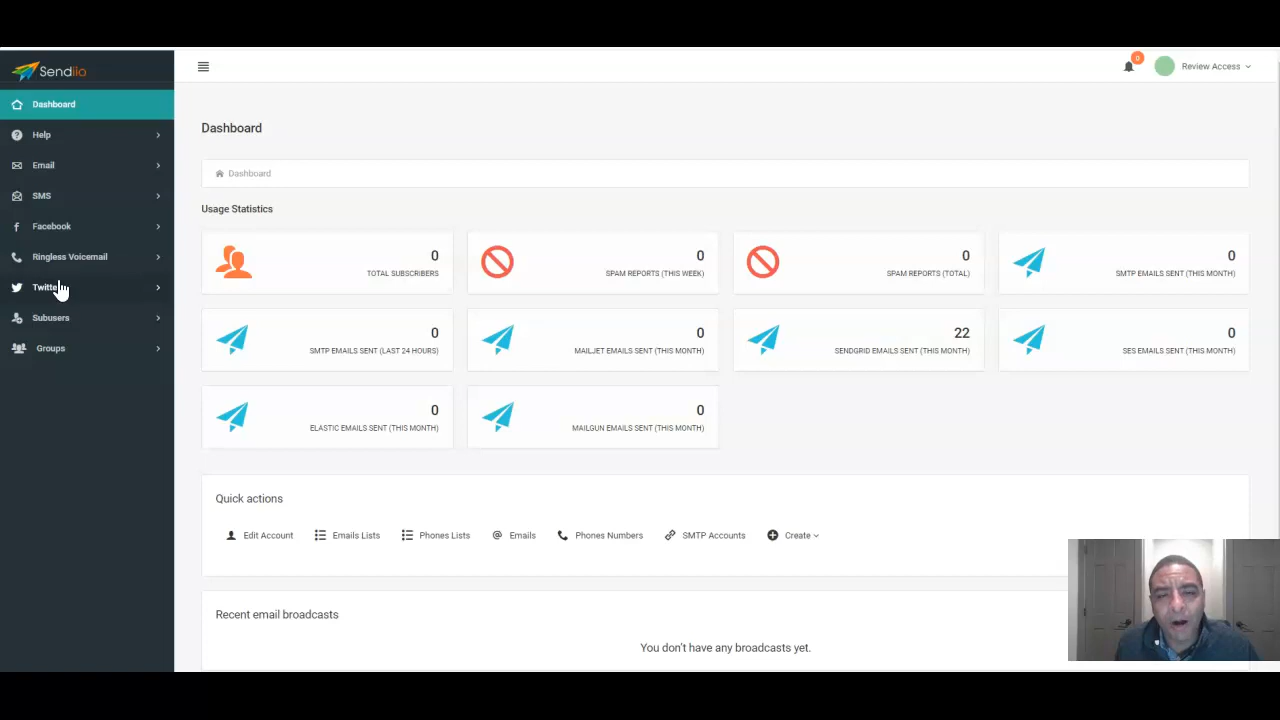 Sendiio
0
Review Access
Dashboard
Help
Email
SMS
Facebook
Ringless Voicemail
Subusers
Groups
Dashboard
Dashboard
Usage Statistics
0
TOTAL SUBSCRIBERS
0
SPAM REPORTS (THIS WEEK)
0
SPAM REPORTS (TOTAL)
0
SMTP EMAILS SENT (THIS MONTH)
0
SMTP EMAILS SENT (LAST 24 HOURS)
0
MAILJET EMAILS SENT (THIS MONTH)
22
SENDGRID EMAILS SENT (THIS MONTH)
0
SES EMAILS SENT (THIS MONTH)
0
ELASTIC EMAILS SENT (THIS MONTH)
0
MAILGUN EMAILS SENT (THIS MONTH)
Quick actions
Edit Account Emails Lists Phones Lists Emails Phones Numbers SMTP Accounts Create
Recent email broadcasts
You don't have any broadcasts yet.